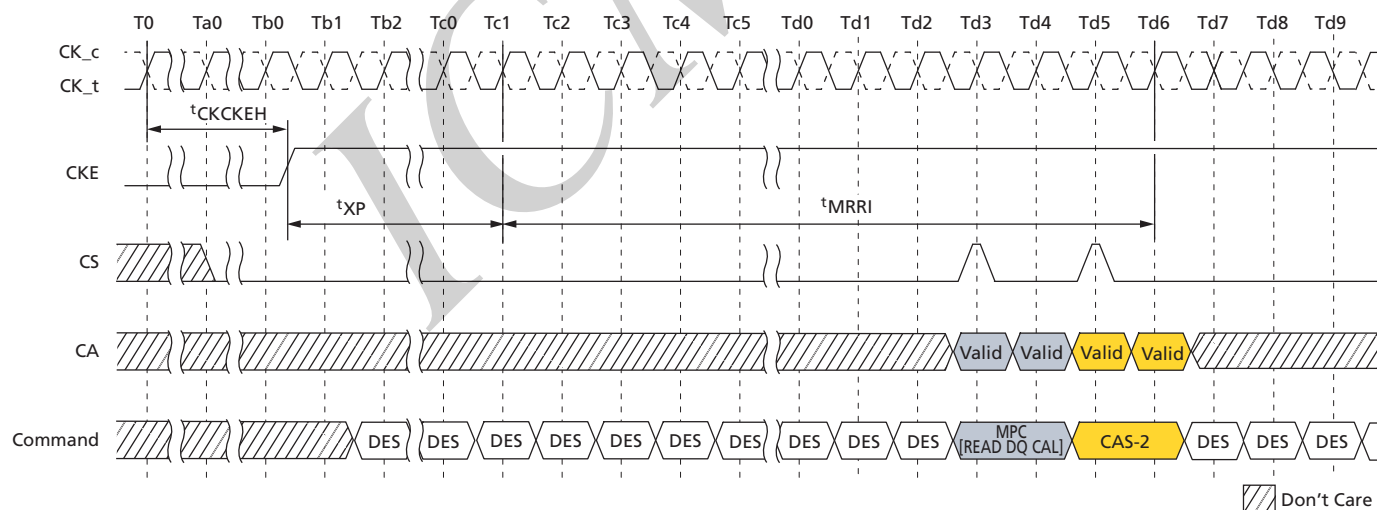 T0 Ta0 Tb0 Tb1 Tb2 Tc0 Tc1 Tc2 Tc3 Tc4 Tc5 Td0 Td1 Td2 Td3 Td4 Td5 Td6 Td7 Td8 Td9
CK_c
CK_t
tCKCKEH
CKE
tXP tMRRI
CS
CA Valid Valid Valid Valid
Command DES DES DES DES DES DES DES DES DES DES MPC [READ DQ CAL] CAS-2 DES DES DES
Don't Care